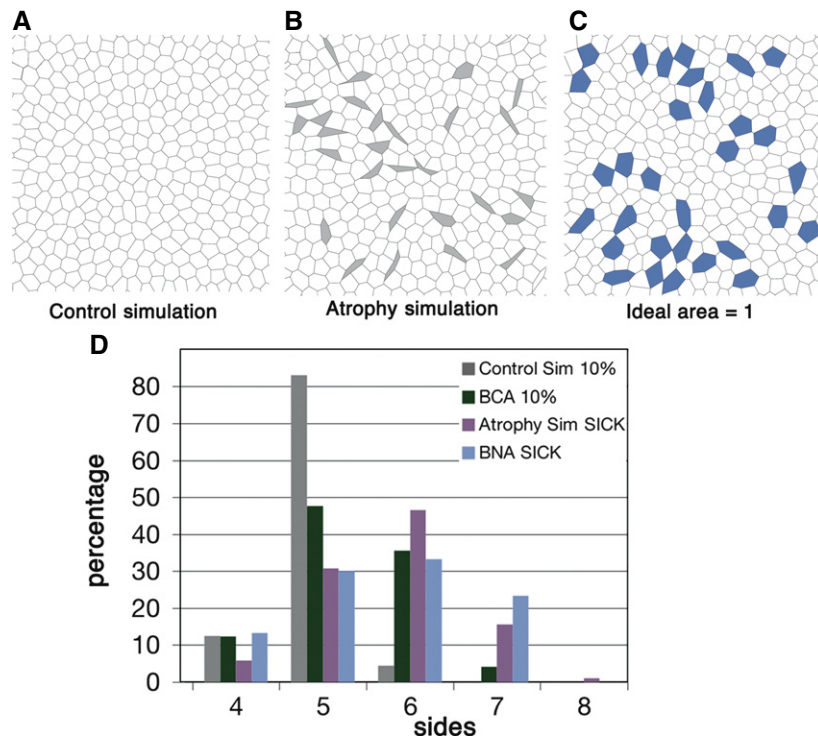 A
B
C
Control simulation
Atrophy simulation
Ideal area = 1
D
percentage
80
70
60
50
40
30
20
10
0
Control Sim 10%
BCA 10%
Atrophy Sim SICK
BNA SICK
4 5 6 7 8
sides